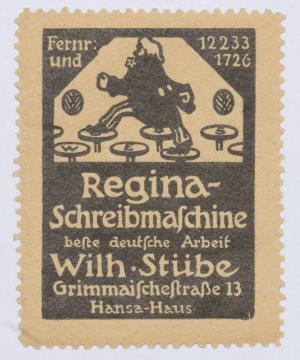 Fernr: 12233
und 1726
W S
Regina-
Schreibmaſchine
beſte deutſche Arbeit
Wilh·Stübe
Grimmaiſcheſtraße 13
Hansa-Haus